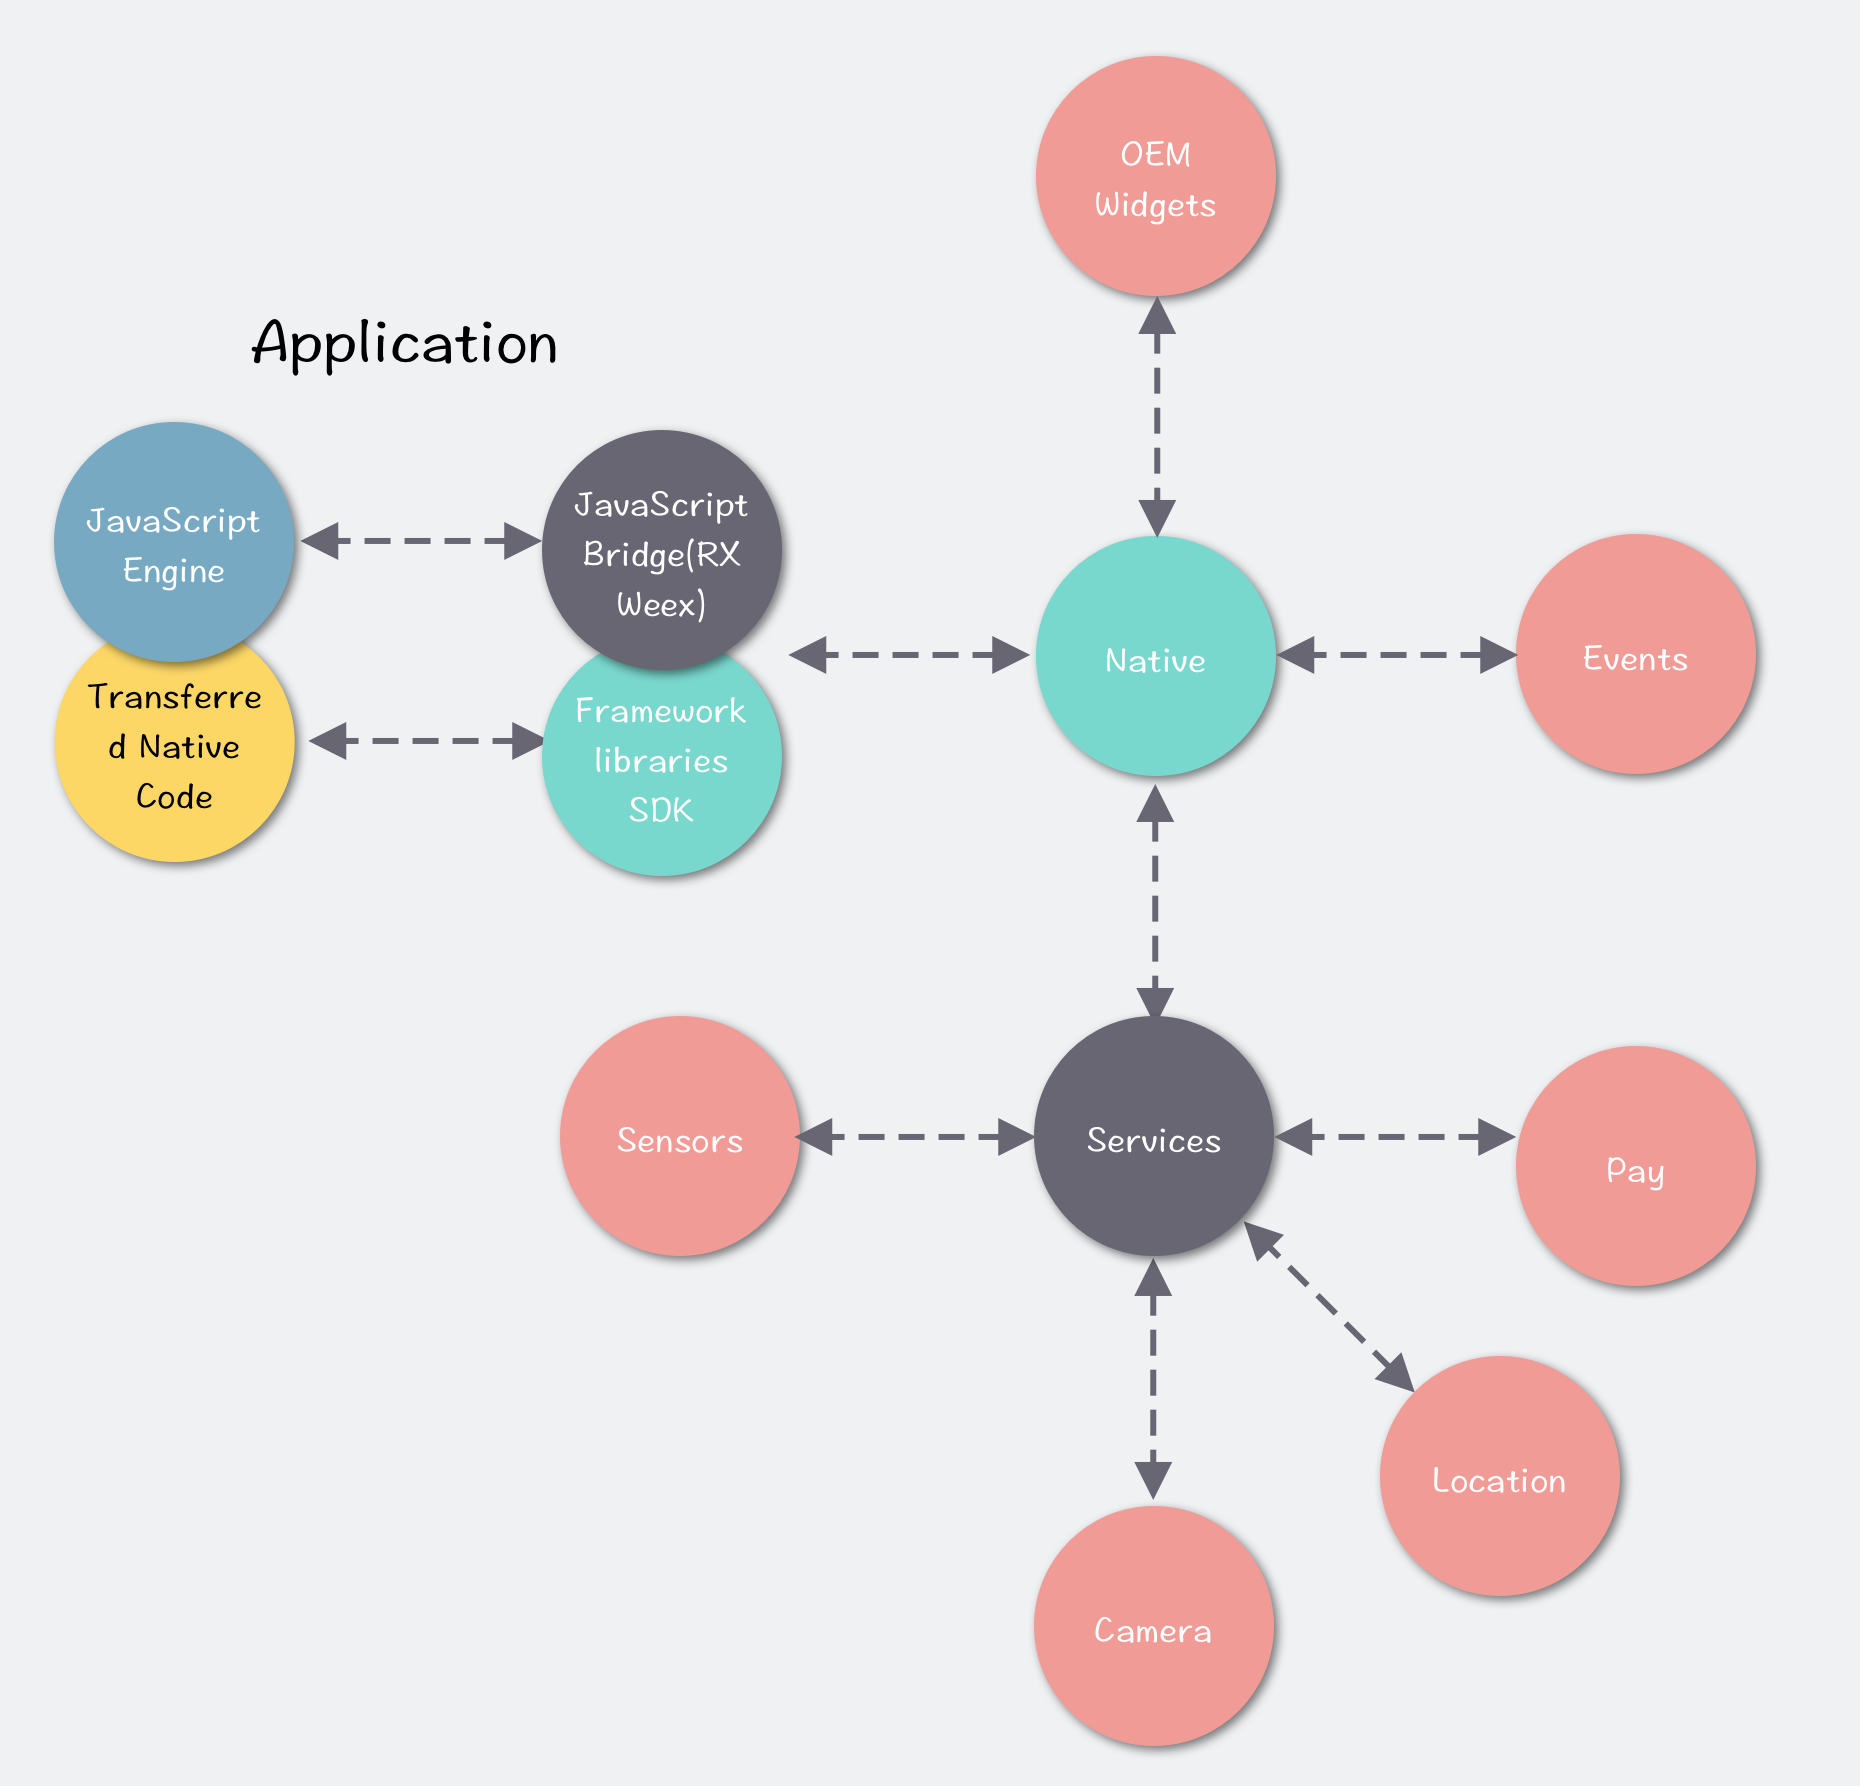 OEM
Widgets
Application
JavaScript
Engine
JavaScript
Bridge(RX
Weex)
Transferre
d Native
Code
Framework
libraries
SDK
Native
Events
Sensors
Services
Pay
Location
Camera